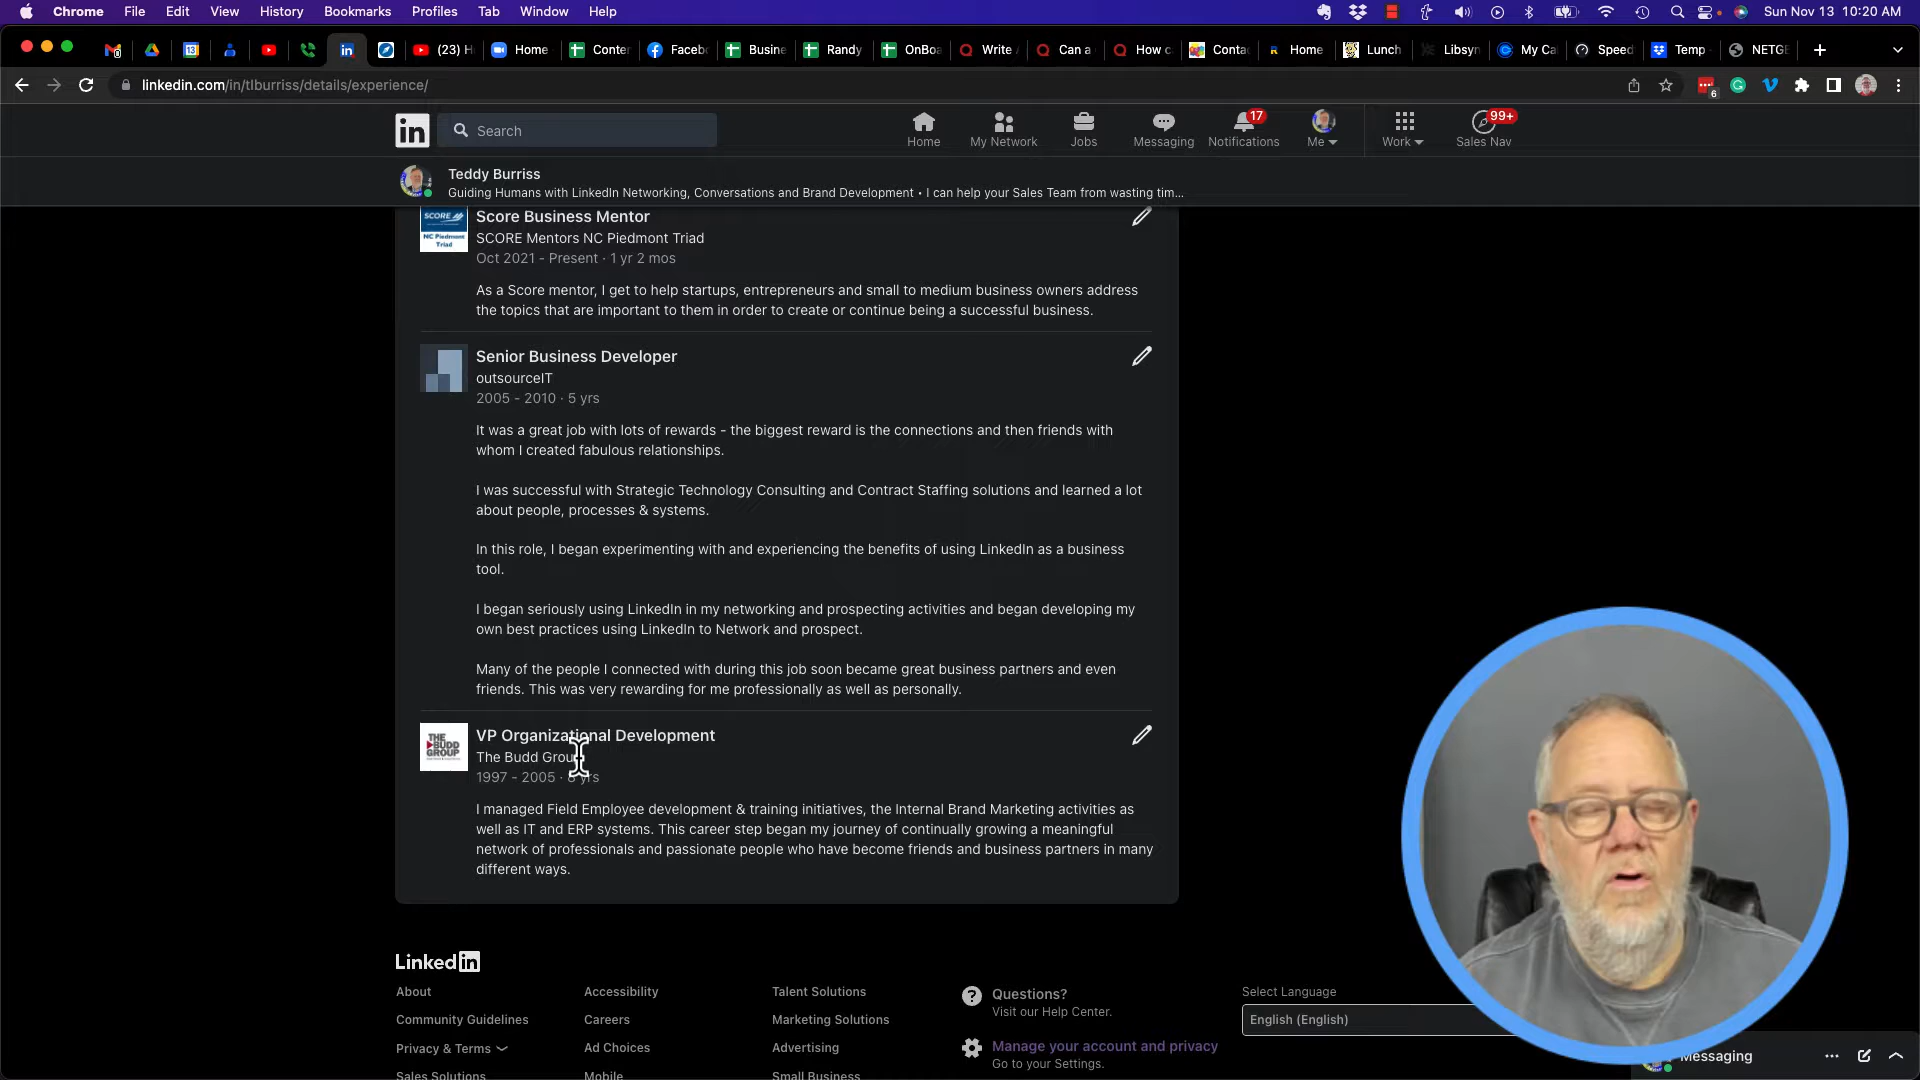 Chrome File Edit View History Bookmarks Profiles Tab Window Help
Sun Nov 13 10:20 AM
(23) H
Home
Conter
Faceb
Busine
Randy
OnBoa
Write
Can a
How c
Contac
Home
Lunch
Libsyn
My Ca
Speed
Temp
NETGE
linkedin.com/in/tlburriss/details/experience/
6
in
Search
Home
My Network
Jobs
Messaging
17
Notifications
Me
Work
99+
Sales Nav
Teddy Burriss
Guiding Humans with LinkedIn Networking, Conversations and Brand Development • I can help your Sales Team from wasting tim...
SCORE
NC Piedmont
Triad
Score Business Mentor
SCORE Mentors NC Piedmont Triad
Oct 2021 - Present · 1 yr 2 mos
As a Score mentor, I get to help startups, entrepreneurs and small to medium business owners address
the topics that are important to them in order to create or continue being a successful business.
Senior Business Developer
outsourceIT
2005 - 2010 · 5 yrs
It was a great job with lots of rewards - the biggest reward is the connections and then friends with
whom I created fabulous relationships.
I was successful with Strategic Technology Consulting and Contract Staffing solutions and learned a lot
about people, processes & systems.
In this role, I began experimenting with and experiencing the benefits of using LinkedIn as a business
tool.
I began seriously using LinkedIn in my networking and prospecting activities and began developing my
own best practices using LinkedIn to Network and prospect.
Many of the people I connected with during this job soon became great business partners and even
friends. This was very rewarding for me professionally as well as personally.
THE
BUDD
GROUP
VP Organizational Development
The Budd Group
1997 - 2005 · 8 yrs
I managed Field Employee development & training initiatives, the Internal Brand Marketing activities as
well as IT and ERP systems. This career step began my journey of continually growing a meaningful
network of professionals and passionate people who have become friends and business partners in many
different ways.
Linked in
About
Accessibility
Talent Solutions
Questions?
Visit our Help Center.
Select Language
English (English)
Community Guidelines
Careers
Marketing Solutions
Privacy & Terms
Ad Choices
Advertising
Manage your account and privacy
Go to your Settings.
Sales Solutions
Mobile
Small Business
Messaging